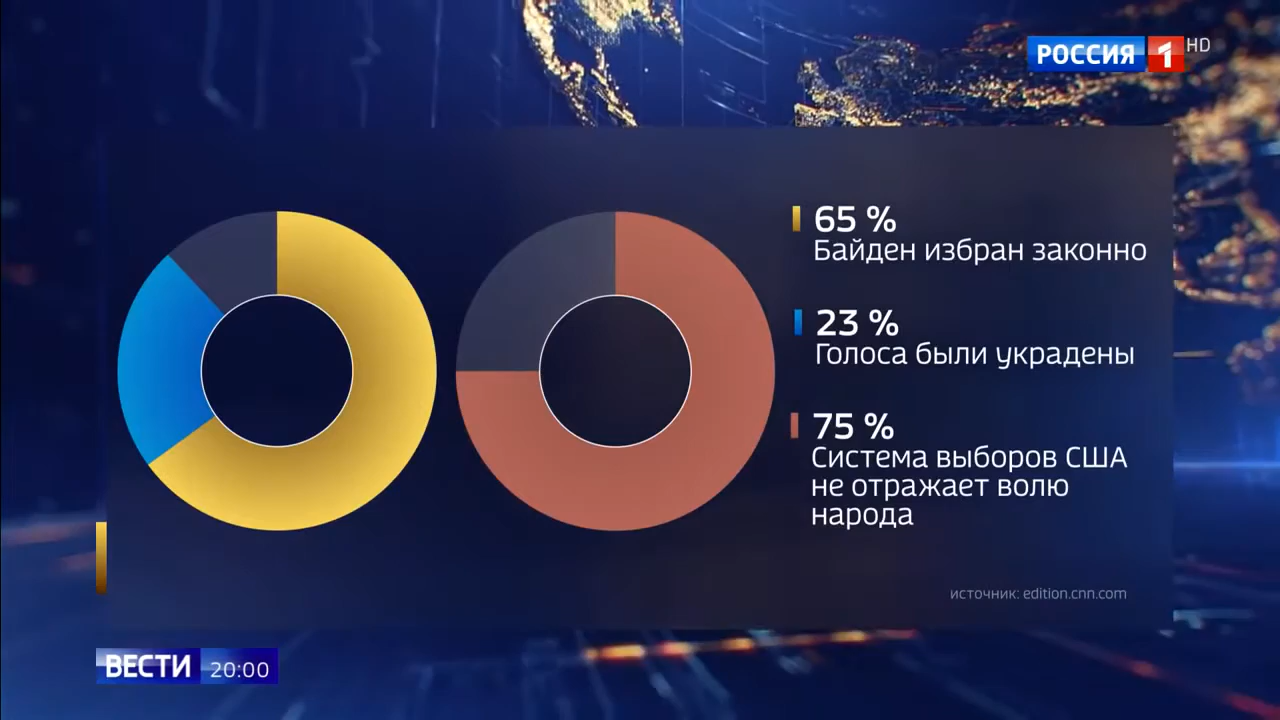 РОССИЯ 1 HD
65 %
Байден избран законно
23 %
Голоса были украдены
75 %
Система выборов США
не отражает волю
народа
источник: edition.cnn.com
ВЕСТИ 20:00